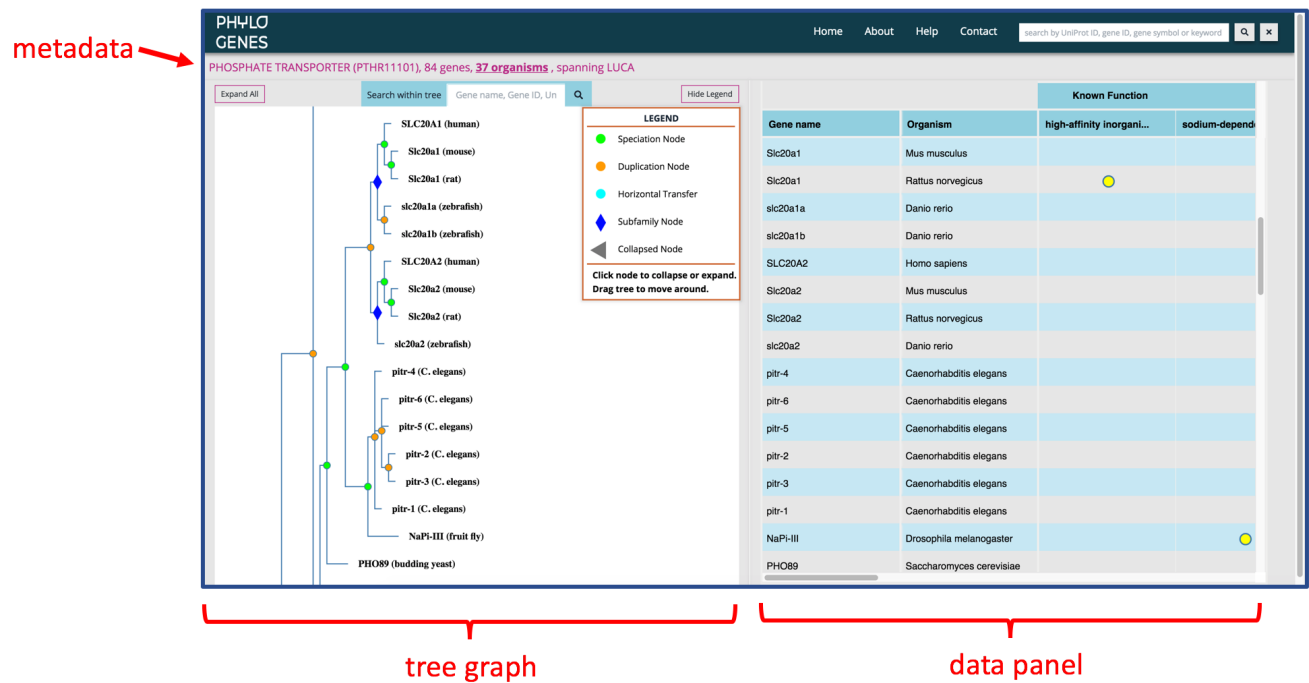 PHYLO
GENES
Home About Help Contact search by UniProt ID, gene ID, gene symbol or keyword
metadata
PHOSPHATE TRANSPORTER (PTHR11101), 84 genes, 37 organisms , spanning LUCA
Expand All Search within tree Gene name, Gene ID, Un Hide Legend
LEGEND
Speciation Node
Duplication Node
Horizontal Transfer
Subfamily Node
Collapsed Node
Click node to collapse or expand.
Drag tree to move around.
SLC20A1 (human)
Slc20a1 (mouse)
Slc20a1 (rat)
slc20a1a (zebrafish)
slc20a1b (zebrafish)
SLC20A2 (human)
Slc20a2 (mouse)
Slc20a2 (rat)
slc20a2 (zebrafish)
pitr-4 (C. elegans)
pitr-6 (C. elegans)
pitr-5 (C. elegans)
pitr-2 (C. elegans)
pitr-3 (C. elegans)
pitr-1 (C. elegans)
NaPi-III (fruit fly)
PHO89 (budding yeast)
Known Function
Gene name Organism high-affinity inorgani... sodium-depend
Slc20a1 Mus musculus
Slc20a1 Rattus norvegicus
slc20a1a Danio rerio
slc20a1b Danio rerio
SLC20A2 Homo sapiens
Slc20a2 Mus musculus
Slc20a2 Rattus norvegicus
slc20a2 Danio rerio
pitr-4 Caenorhabditis elegans
pitr-6 Caenorhabditis elegans
pitr-5 Caenorhabditis elegans
pitr-2 Caenorhabditis elegans
pitr-3 Caenorhabditis elegans
pitr-1 Caenorhabditis elegans
NaPi-III Drosophila melanogaster
PHO89 Saccharomyces cerevisiae
tree graph
data panel